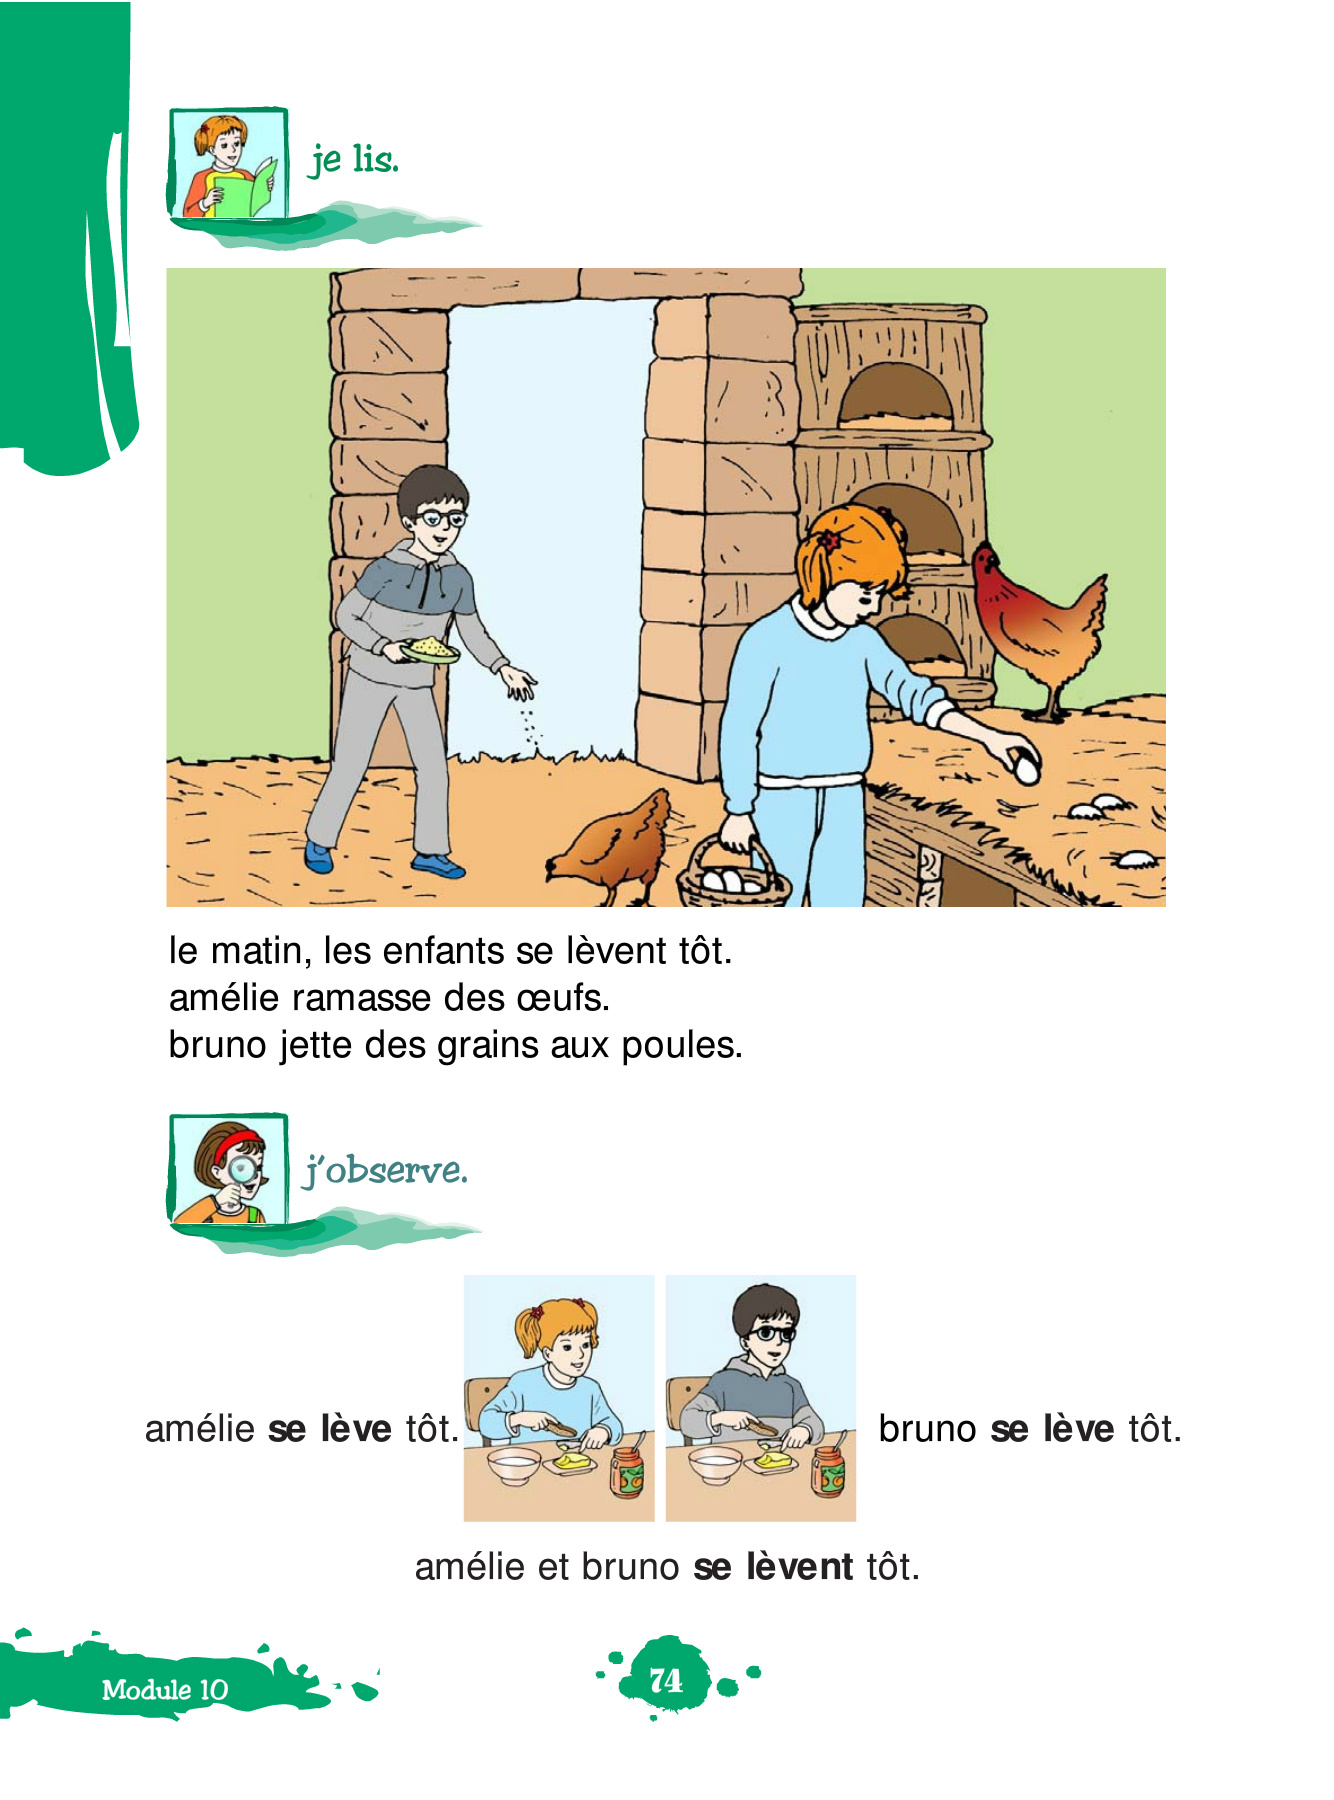 je lis.
le matin, les enfants se lèvent tôt.
amélie ramasse des œufs.
bruno jette des grains aux poules.
j'observe.
amélie se lève tôt.
bruno se lève tôt.
amélie et bruno se lèvent tôt.
Module 10
74